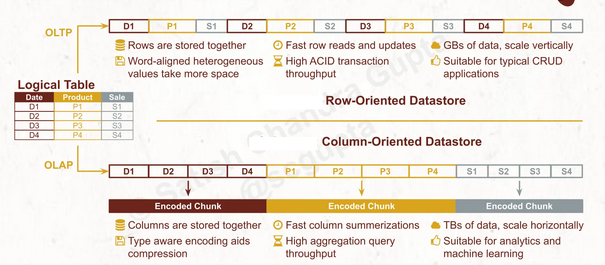 OLTP
D1 P1 S1 D2 P2 S2 D3 P3 S3 D4 P4 S4
Rows are stored together
Word-aligned heterogeneous
values take more space
Fast row reads and updates
High ACID transaction
throughput
GBs of data, scale vertically
Suitable for typical CRUD
applications
Logical Table
Date Product Sale
D1 P1 S1
D2 P2 S2
D3 P3 S3
D4 P4 S4
Row-Oriented Datastore
Column-Oriented Datastore
OLAP
D1 D2 D3 D4 P1 P2 P3 P4 S1 S2 S3 S4
Encoded Chunk Encoded Chunk Encoded Chunk
Columns are stored together
Type aware encoding aids
compression
Fast column summerizations
High aggregation query
throughput
TBs of data, scale horizontally
Suitable for analytics and
machine learning
Satish Chandra Gupta
@scgupta